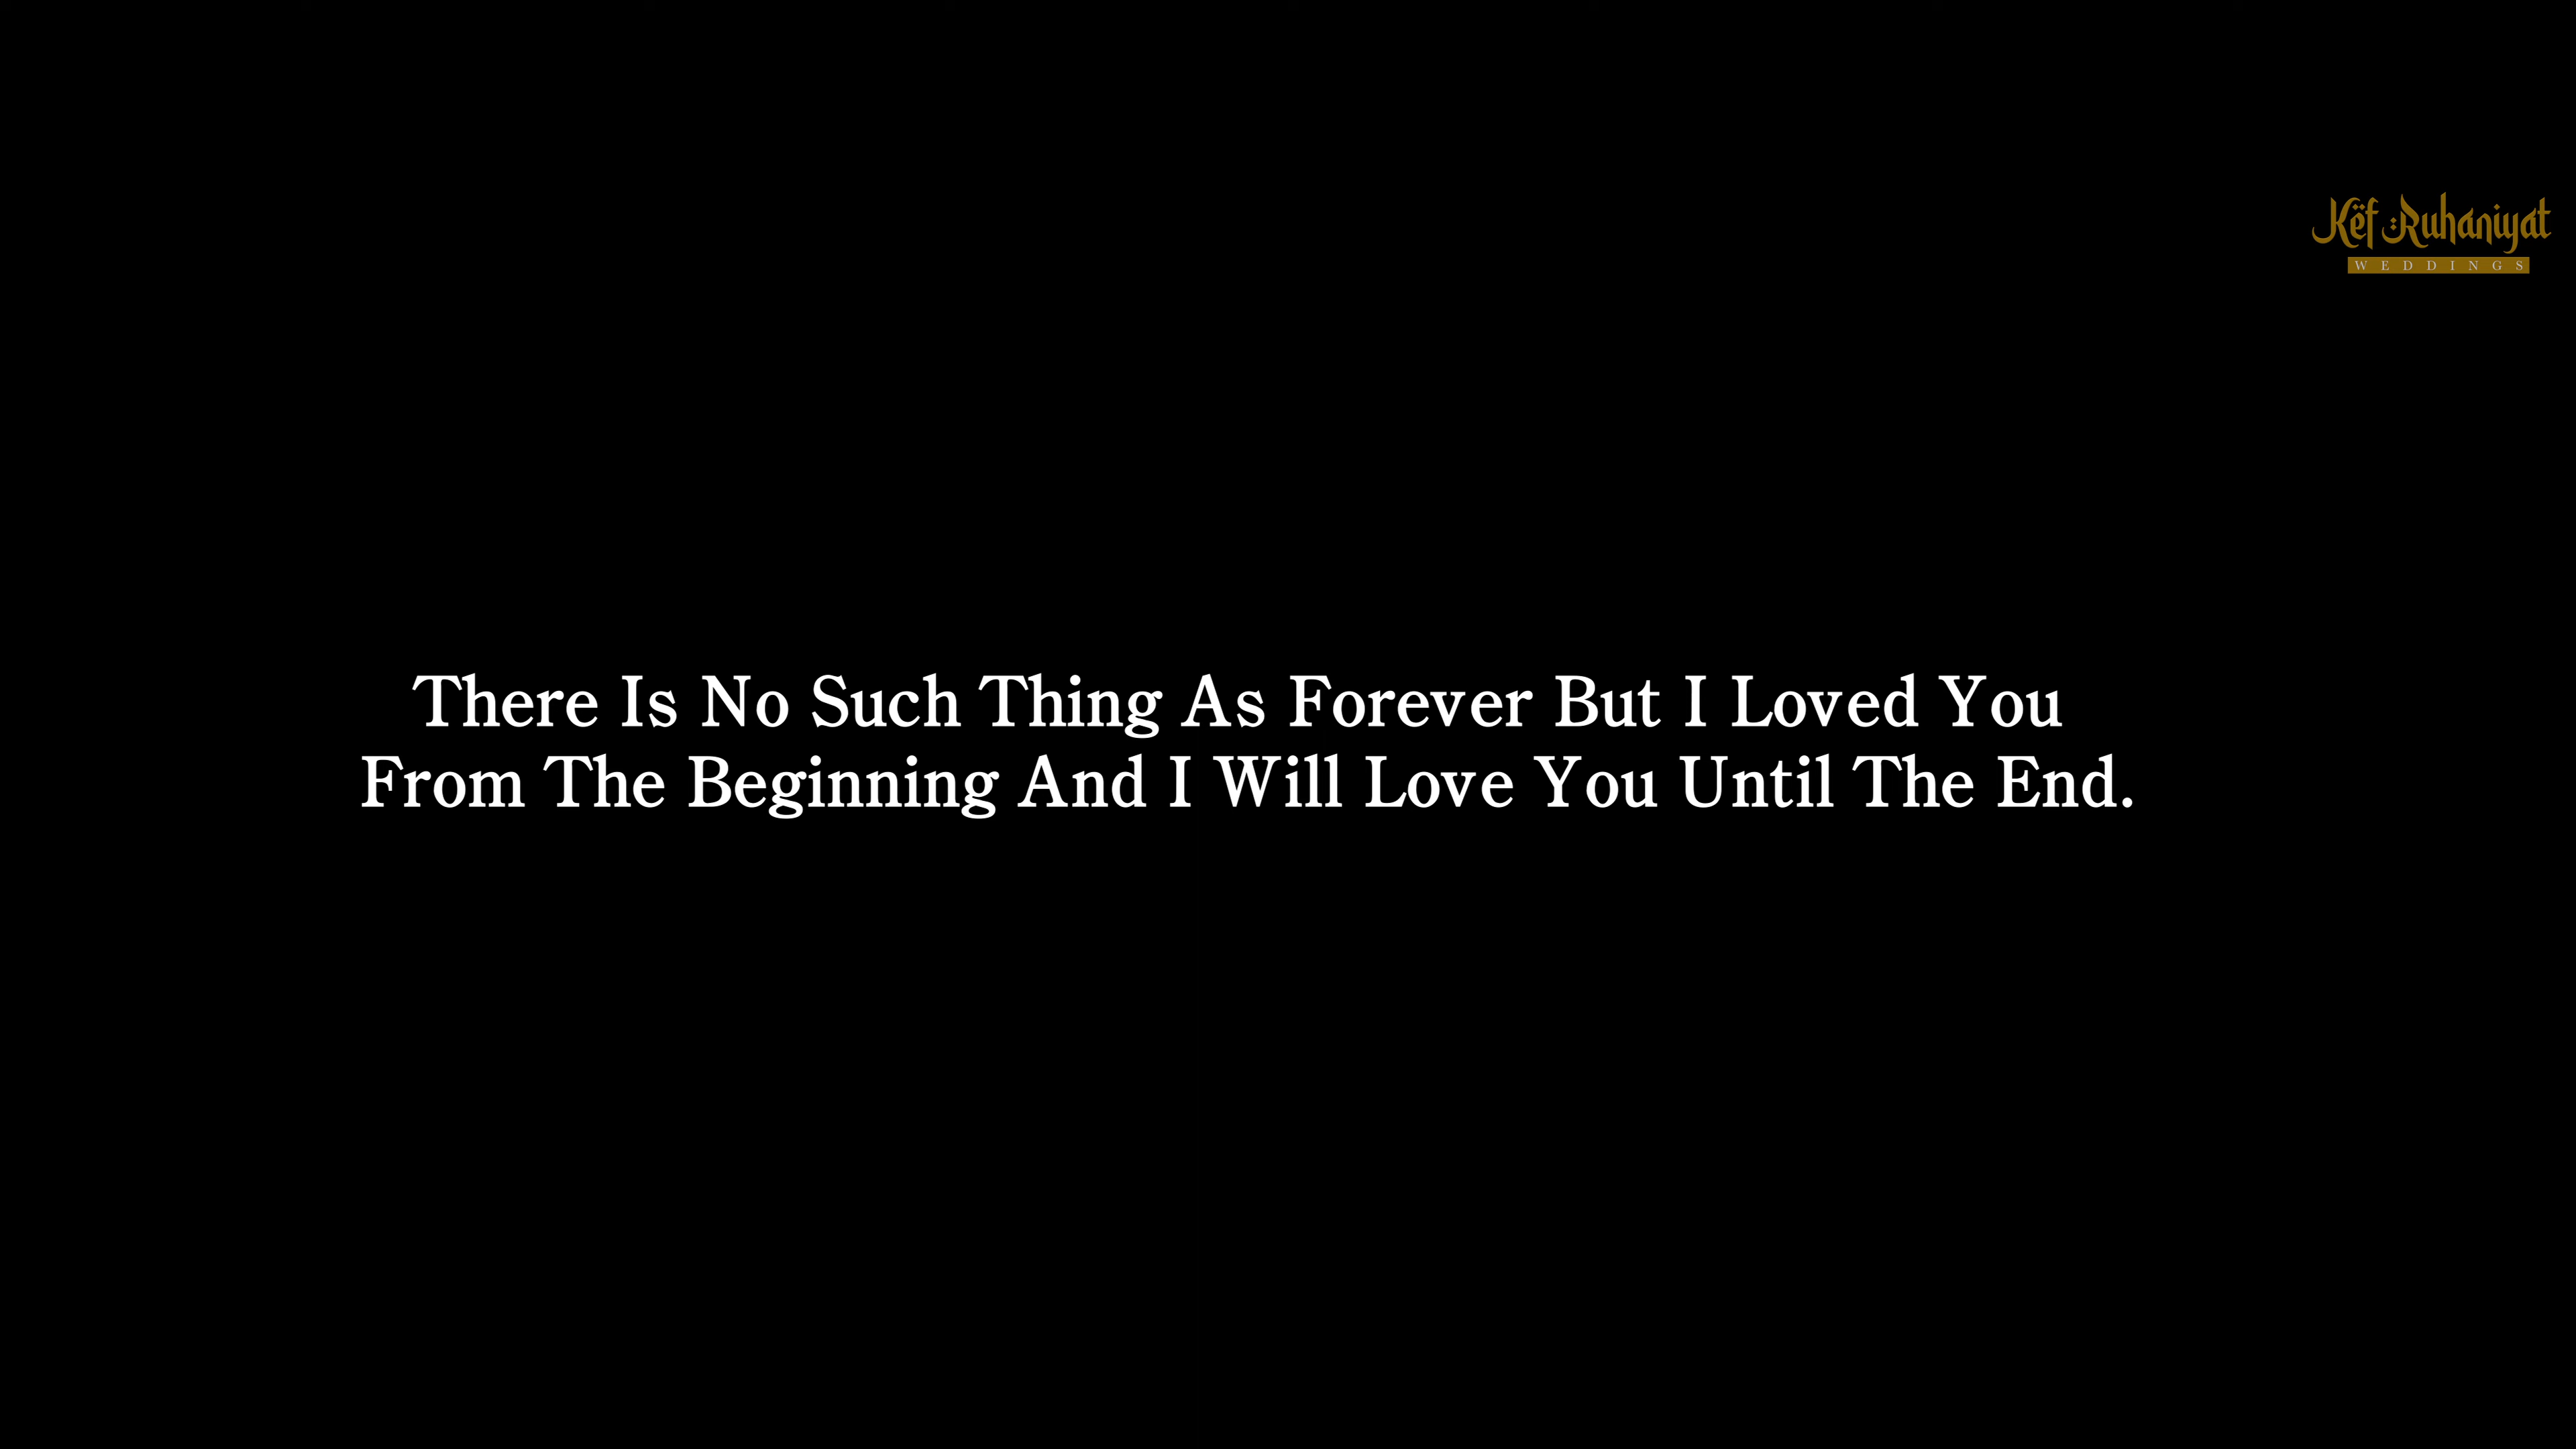 Këf Ruhaniyat
WEDDINGS
There Is No Such Thing As Forever But I Loved You
From The Beginning And I Will Love You Until The End.